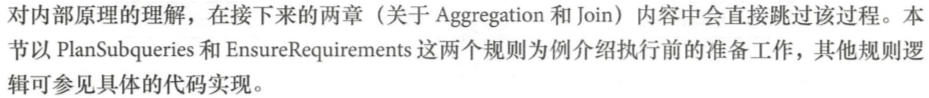 对内部原理的理解，在接下来的两章（关于 Aggregation 和 Join）内容中会直接跳过该过程。本
节以 PlanSubqueries 和 EnsureRequirements 这两个规则为例介绍执行前的准备工作，其他规则逻
辑可参见具体的代码实现。